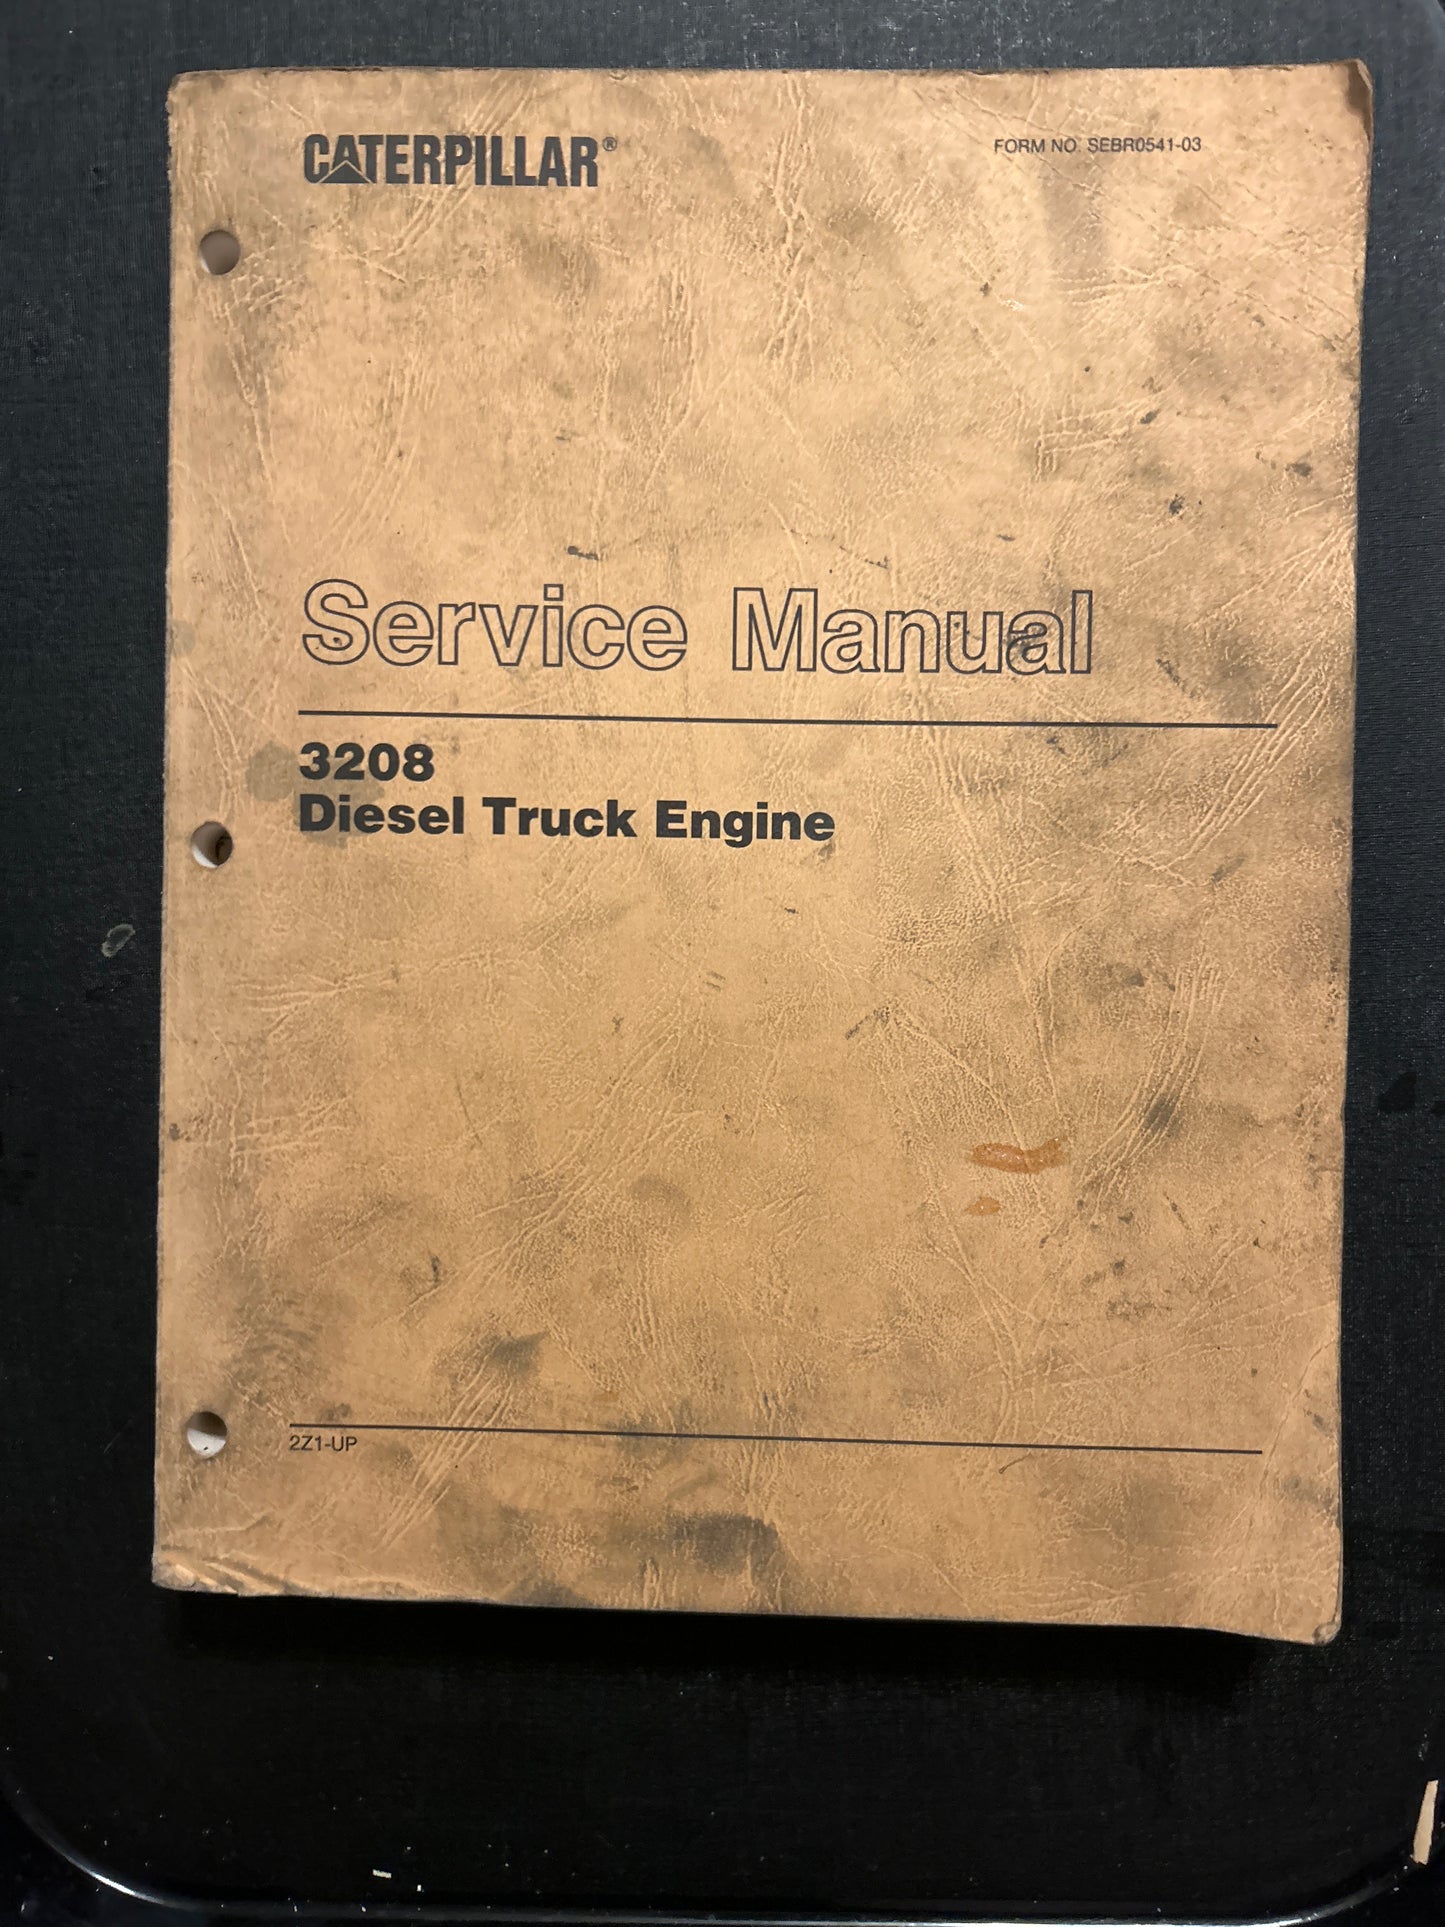 CATERPILLAR®
FORM NO. SEBR0541-03
Service Manual
3208
Diesel Truck Engine
2Z1-UP